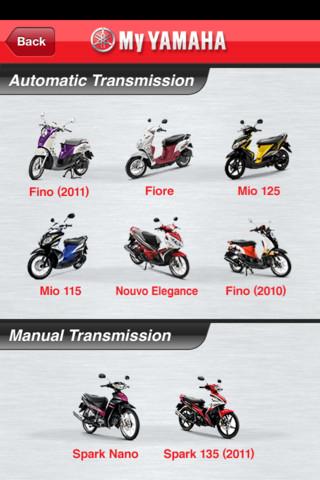 Back
My YAMAHA
Automatic Transmission
Fino (2011)
Fiore
Mio 125
Mio 115
Nouvo Elegance
Fino (2010)
Manual Transmission
Spark Nano
Spark 135 (2011)